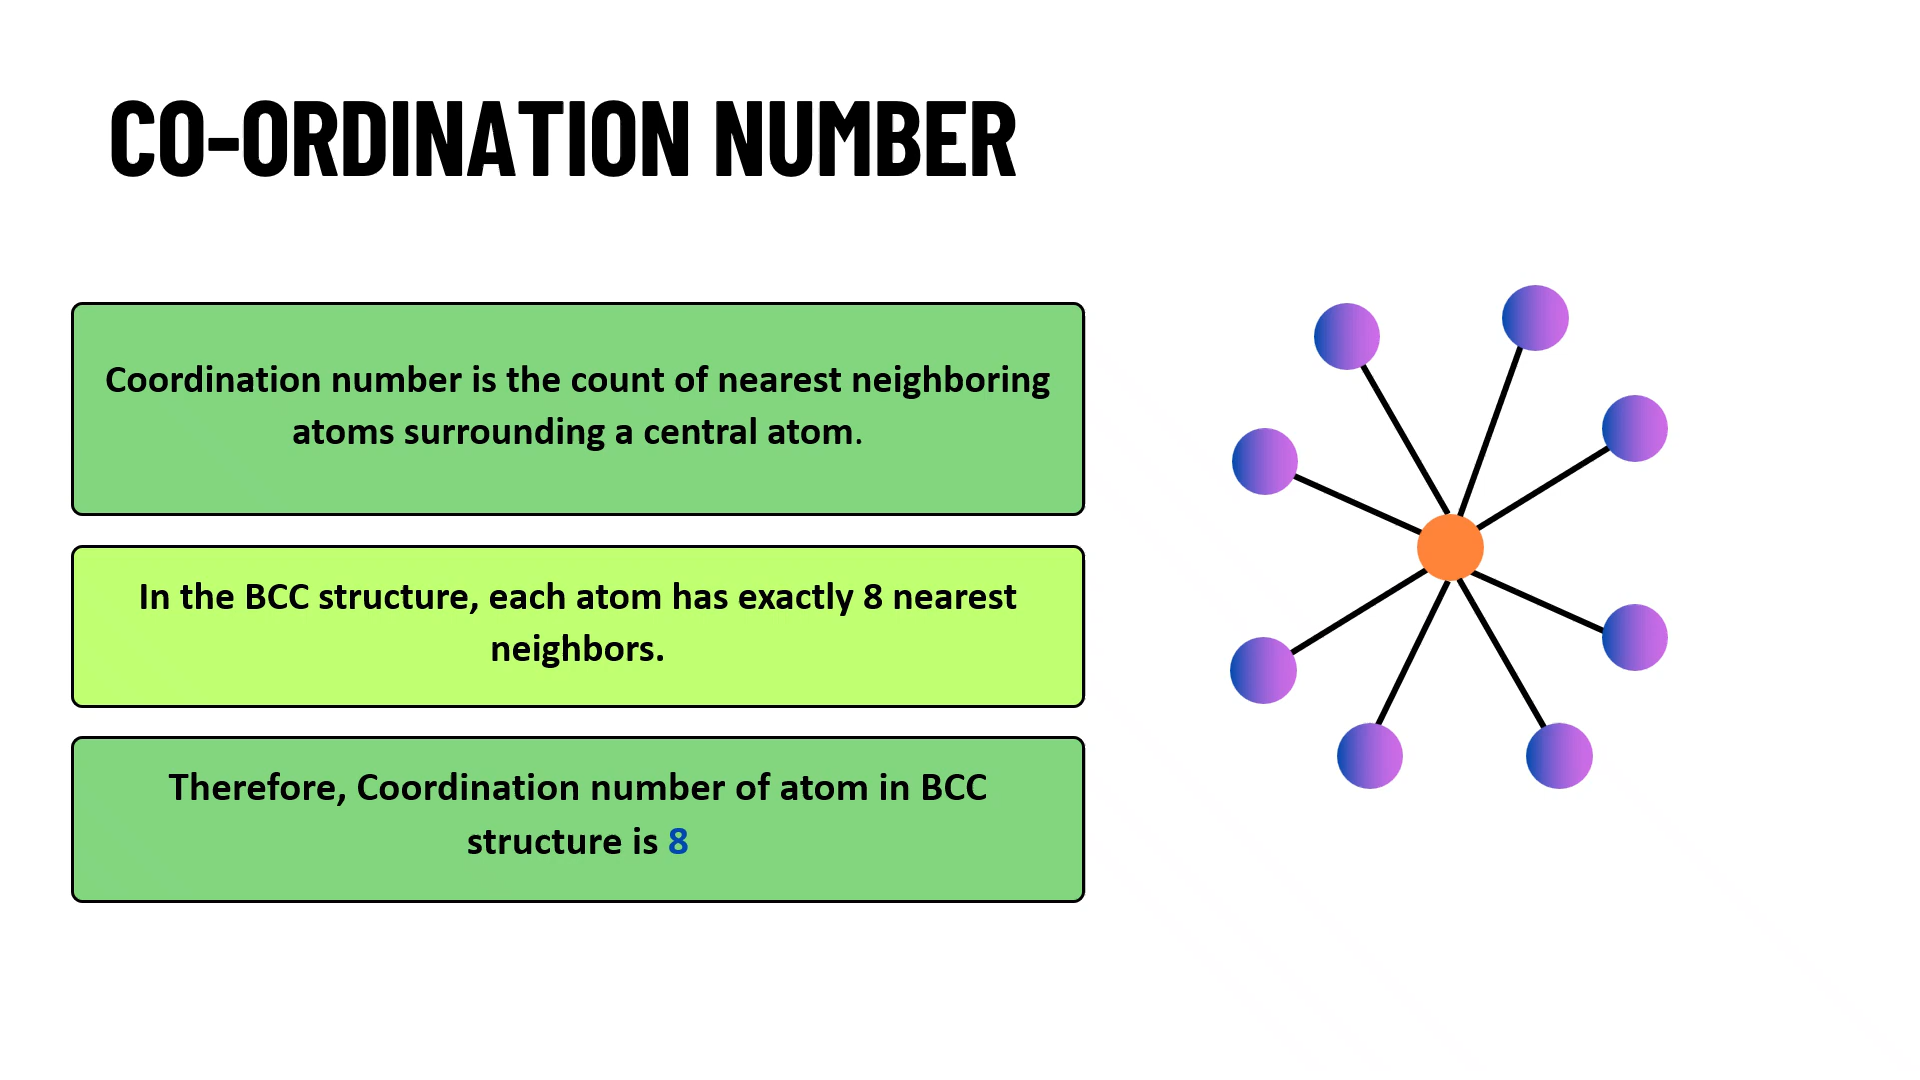 CO-ORDINATION NUMBER
Coordination number is the count of nearest neighboring
atoms surrounding a central atom.
In the BCC structure, each atom has exactly 8 nearest
neighbors.
Therefore, Coordination number of atom in BCC
structure is 8